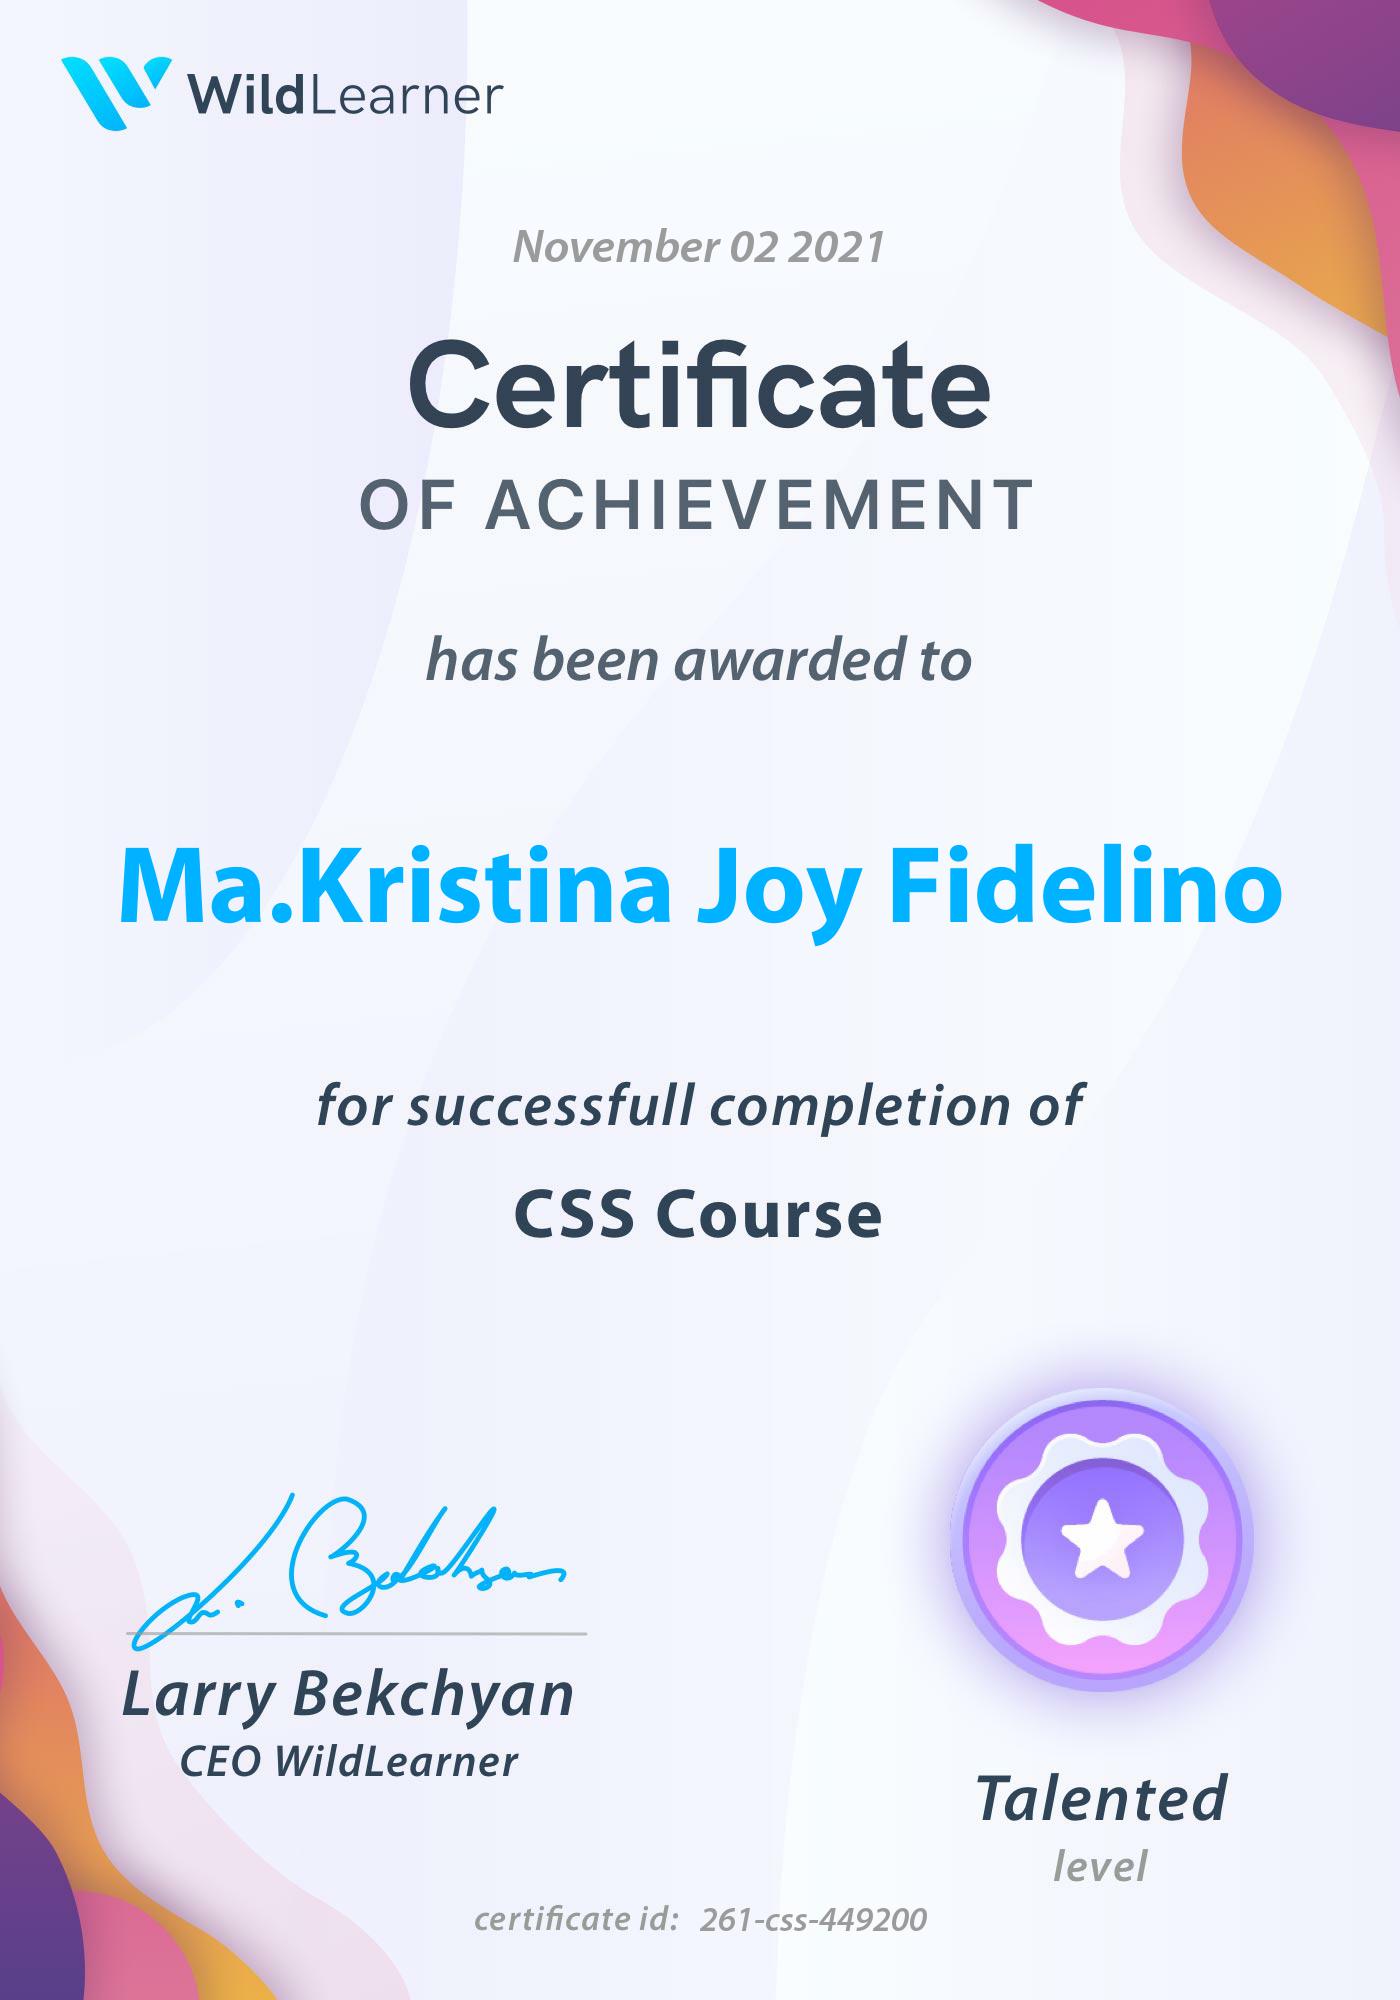 WildLearner
November 02 2021
Certificate
OF ACHIEVEMENT
has been awarded to
Ma.Kristina Joy Fidelino
for successfull completion of
CSS Course
Larry Bekchyan
CEO WildLearner
Talented
level
certificate id: 261-css-449200